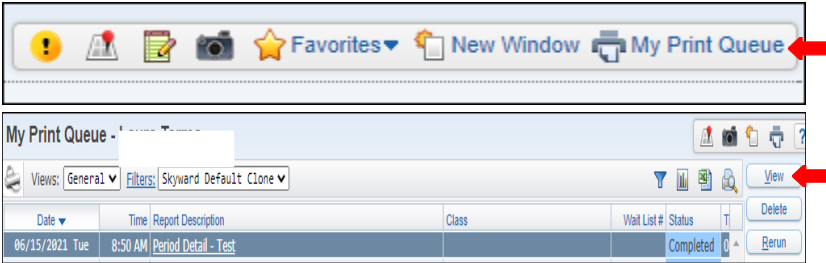 Favorites New Window My Print Queue
My Print Queue -
?
Views: General Filters: Skyward Default Clone View
Date Time Report Description Class Wait List # Status T Delete
06/15/2021 Tue 8:50 AM Period Detail - Test Completed 0 Rerun